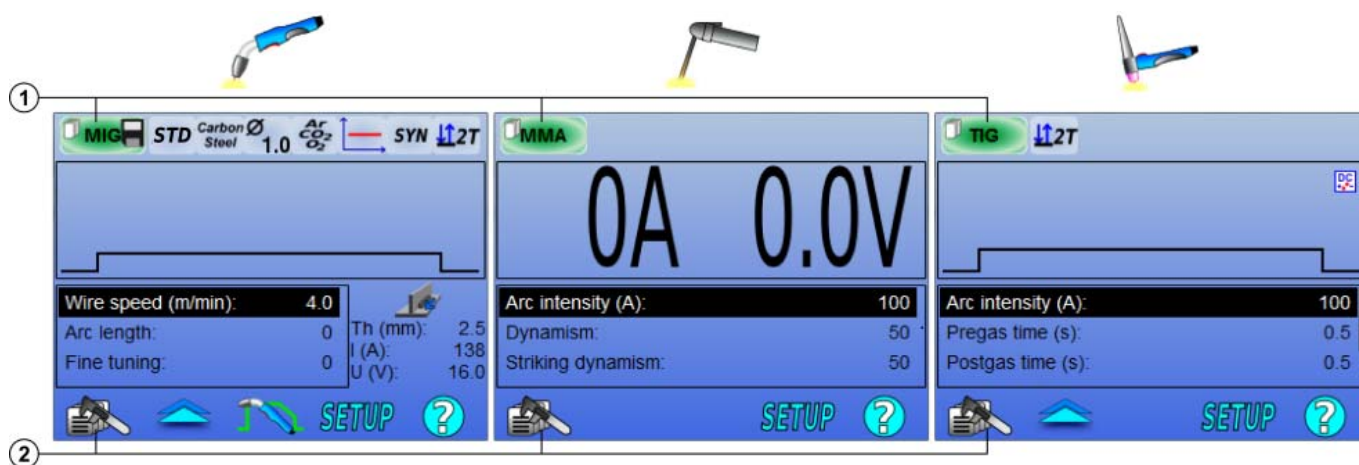 1
MIG STD Carbon Steel Ø 1.0 Ar CO2 O2 SYN 2T
Wire speed (m/min): 4.0
Arc length: 0
Fine tuning: 0
Th (mm): 2.5
I (A): 138
U (V): 16.0
SETUP ?
MMA
0A 0.0V
Arc intensity (A): 100
Dynamism: 50
Striking dynamism: 50
SETUP ?
TIG 2T
DC
Arc intensity (A): 100
Pregas time (s): 0.5
Postgas time (s): 0.5
SETUP ?
2